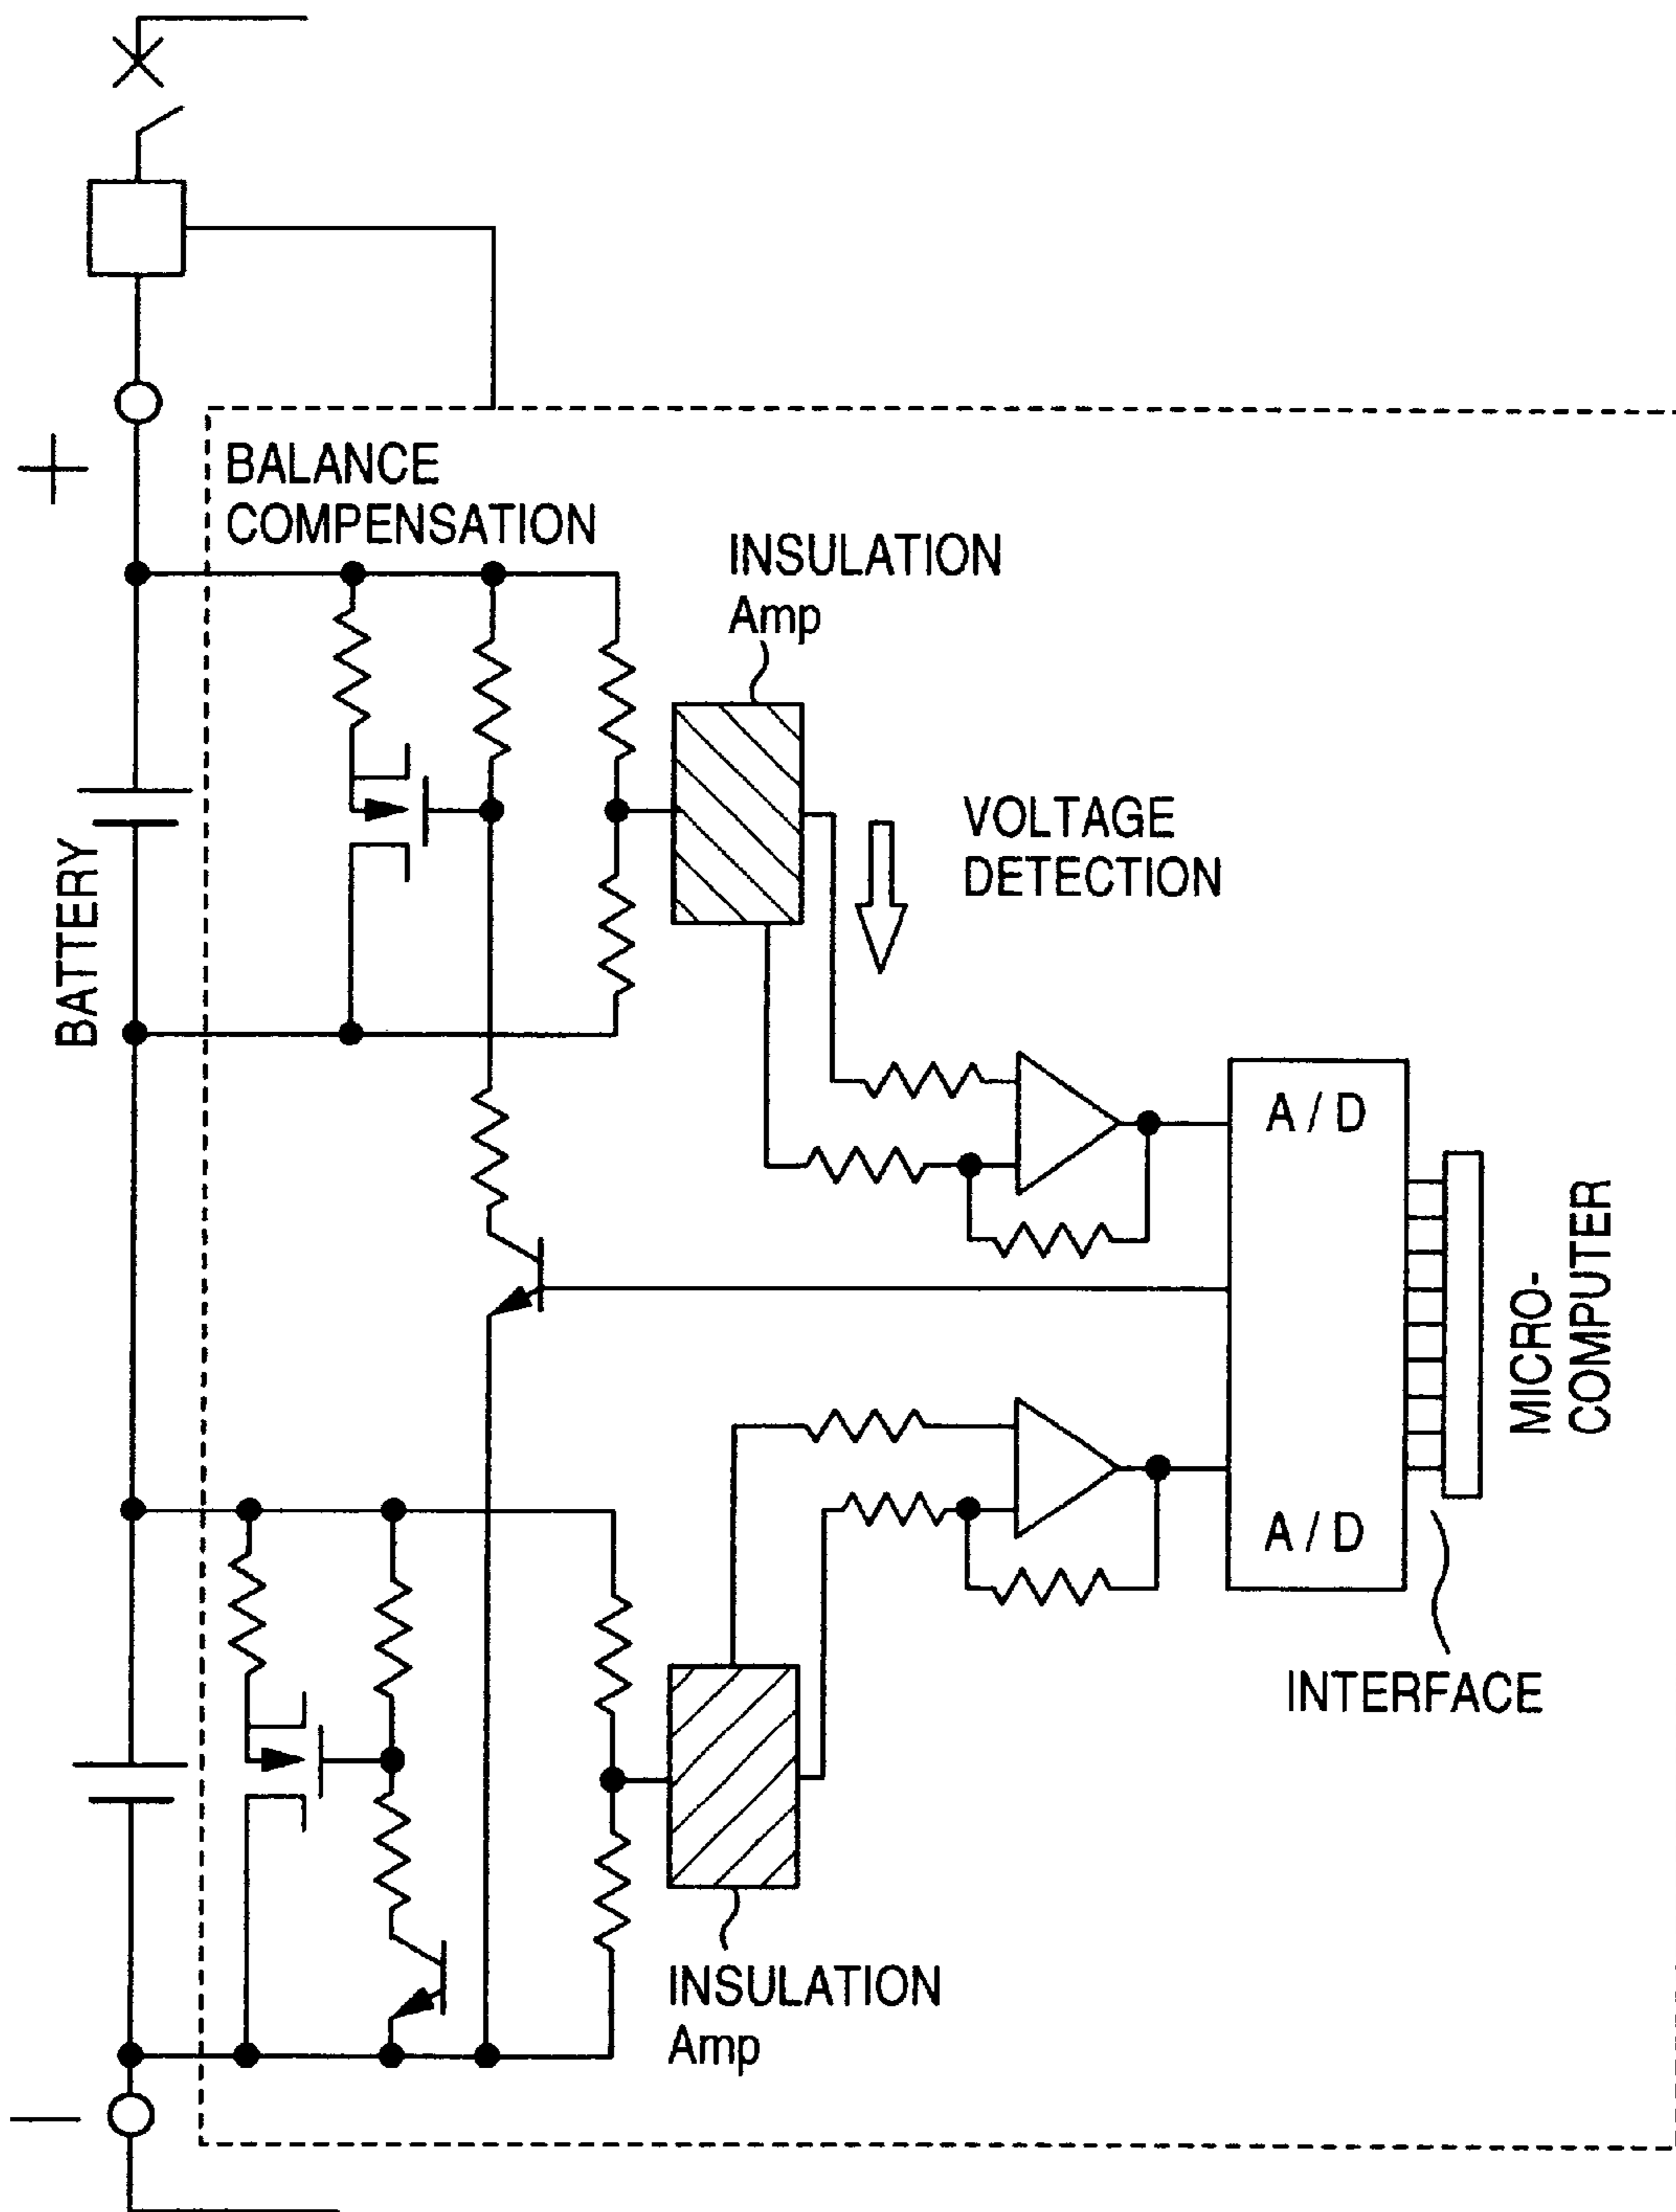 +
BALANCE
COMPENSATION
INSULATION
Amp
VOLTAGE
DETECTION
BATTERY
A / D
MICRO-
COMPUTER
A / D
INTERFACE
INSULATION
Amp
—